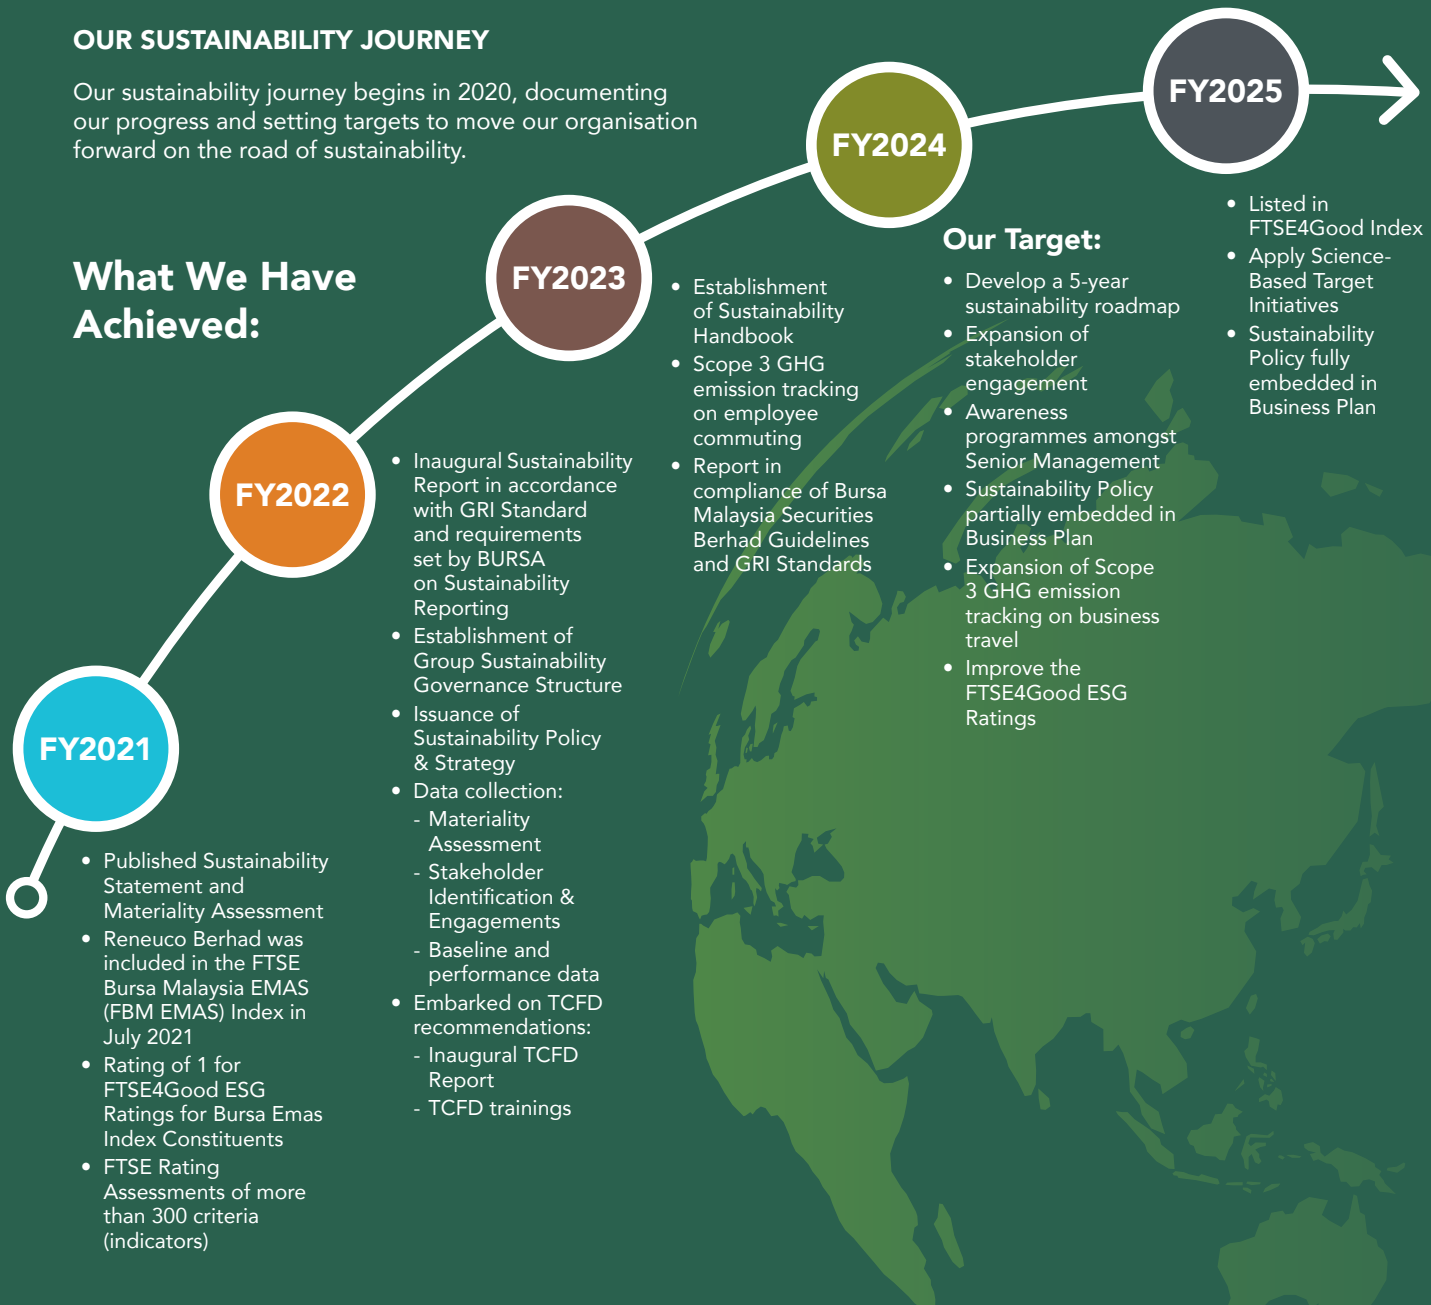 OUR SUSTAINABILITY JOURNEY
Our sustainability journey begins in 2020, documenting
our progress and setting targets to move our organisation
forward on the road of sustainability.
What We Have
Achieved:
FY2021
• Published Sustainability
Statement and
Materiality Assessment
• Reneuco Berhad was
included in the FTSE
Bursa Malaysia EMAS
(FBM EMAS) Index in
July 2021
• Rating of 1 for
FTSE4Good ESG
Ratings for Bursa Emas
Index Constituents
• FTSE Rating
Assessments of more
than 300 criteria
(indicators)
FY2022
• Inaugural Sustainability
Report in accordance
with GRI Standard
and requirements
set by BURSA
on Sustainability
Reporting
• Establishment of
Group Sustainability
Governance Structure
• Issuance of
Sustainability Policy
& Strategy
• Data collection:
- Materiality
Assessment
- Stakeholder
Identification &
Engagements
- Baseline and
performance data
• Embarked on TCFD
recommendations:
- Inaugural TCFD
Report
- TCFD trainings
FY2023
• Establishment
of Sustainability
Handbook
• Scope 3 GHG
emission tracking
on employee
commuting
• Report in
compliance of Bursa
Malaysia Securities
Berhad Guidelines
and GRI Standards
FY2024
Our Target:
• Develop a 5-year
sustainability roadmap
• Expansion of
stakeholder
engagement
• Awareness
programmes amongst
Senior Management
• Sustainability Policy
partially embedded in
Business Plan
• Expansion of Scope
3 GHG emission
tracking on business
travel
• Improve the
FTSE4Good ESG
Ratings
FY2025
• Listed in
FTSE4Good Index
• Apply Science-
Based Target
Initiatives
• Sustainability
Policy fully
embedded in
Business Plan